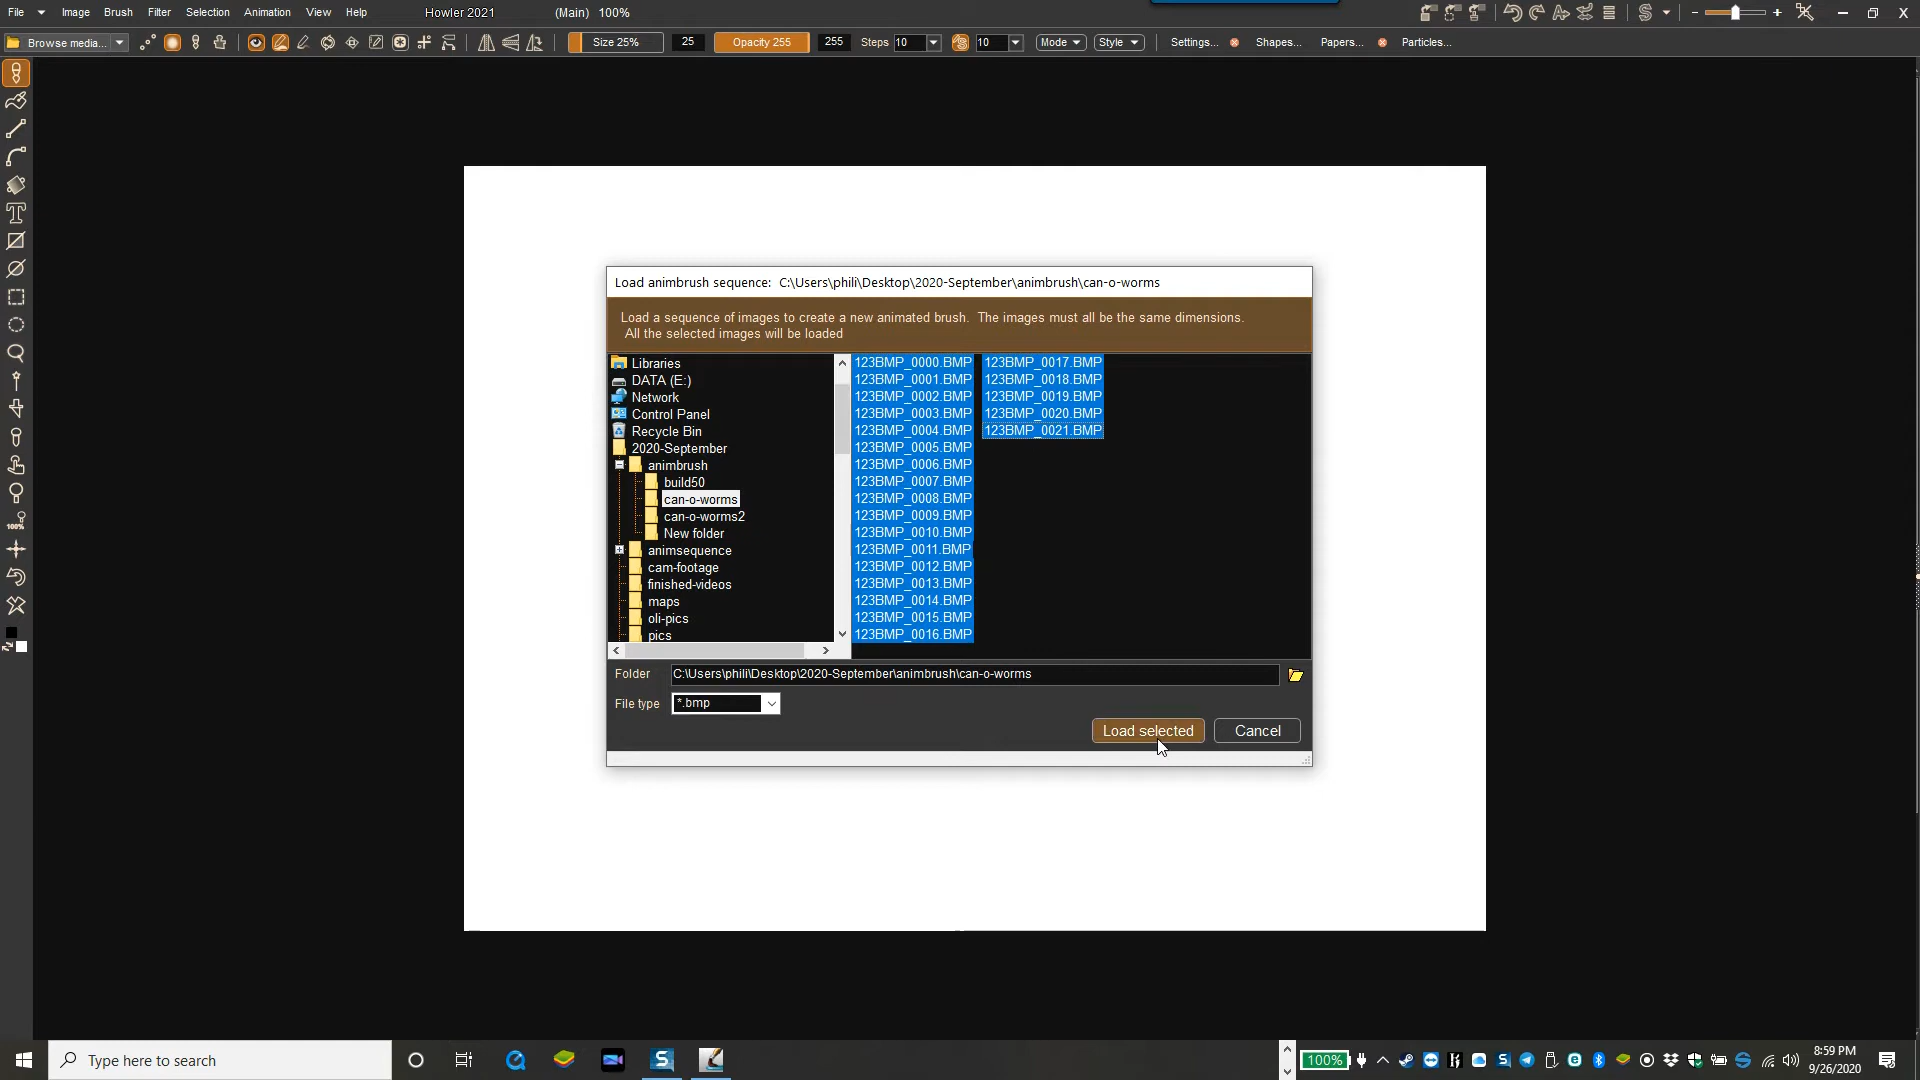 File Image Brush Filter Selection Animation View Help Howler 2021 (Main) 100%
Browse media... Size 25% 25 Opacity 255 255 Steps 10 10 Mode Style Settings... Shapes... Papers... Particles...
Load animbrush sequence: C:\Users\phili\Desktop\2020-September\animbrush\can-o-worms
Load a sequence of images to create a new animated brush. The images must all be the same dimensions.
All the selected images will be loaded
Libraries
DATA (E:)
Network
Control Panel
Recycle Bin
2020-September
animbrush
build50
can-o-worms
can-o-worms2
New folder
animsequence
cam-footage
finished-videos
maps
oli-pics
pics
123BMP_0000.BMP
123BMP_0001.BMP
123BMP_0002.BMP
123BMP_0003.BMP
123BMP_0004.BMP
123BMP_0005.BMP
123BMP_0006.BMP
123BMP_0007.BMP
123BMP_0008.BMP
123BMP_0009.BMP
123BMP_0010.BMP
123BMP_0011.BMP
123BMP_0012.BMP
123BMP_0013.BMP
123BMP_0014.BMP
123BMP_0015.BMP
123BMP_0016.BMP
123BMP_0017.BMP
123BMP_0018.BMP
123BMP_0019.BMP
123BMP_0020.BMP
123BMP_0021.BMP
Folder C:\Users\phili\Desktop\2020-September\animbrush\can-o-worms
File type *.bmp
Load selected Cancel
100%
Type here to search
100%
8:59 PM
9/26/2020